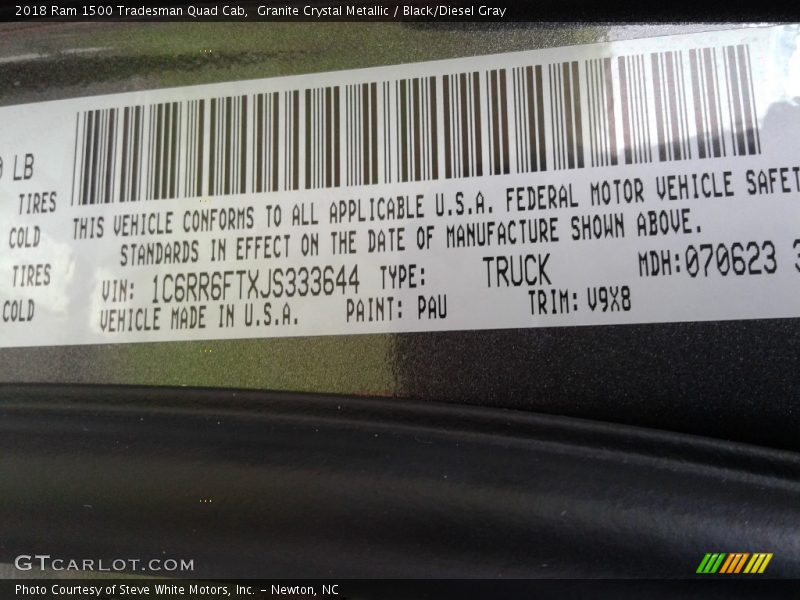 2018 Ram 1500 Tradesman Quad Cab,  Granite Crystal Metallic / Black/Diesel Gray
LB
TIRES
COLD
TIRES
COLD
THIS VEHICLE CONFORMS TO ALL APPLICABLE U.S.A. FEDERAL MOTOR VEHICLE SAFET
STANDARDS IN EFFECT ON THE DATE OF MANUFACTURE SHOWN ABOVE.
VIN: 1C6RR6FTXJS333644 TYPE: TRUCK MDH:070623 3
VEHICLE MADE IN U.S.A. PAINT: PAU TRIM: V9X8
GTCARLOT.COM
Photo Courtesy of Steve White Motors, Inc. – Newton, NC